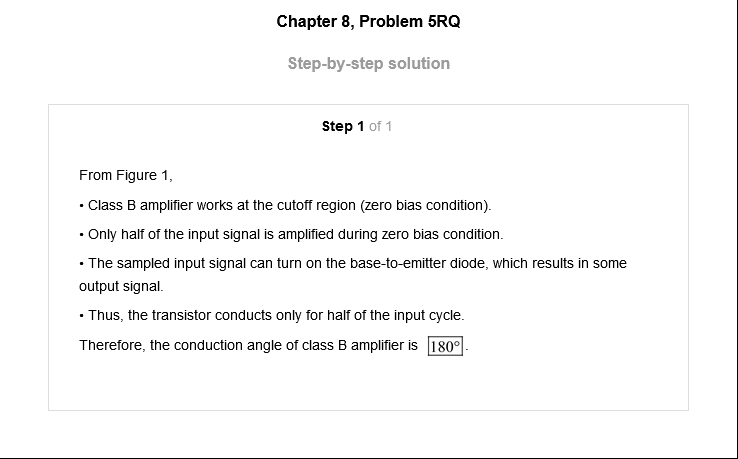 Chapter 8, Problem 5RQ
Step-by-step solution
Step 1 of 1
From Figure 1,
• Class B amplifier works at the cutoff region (zero bias condition).
• Only half of the input signal is amplified during zero bias condition.
• The sampled input signal can turn on the base-to-emitter diode, which results in some
output signal.
• Thus, the transistor conducts only for half of the input cycle.
Therefore, the conduction angle of class B amplifier is 180°.